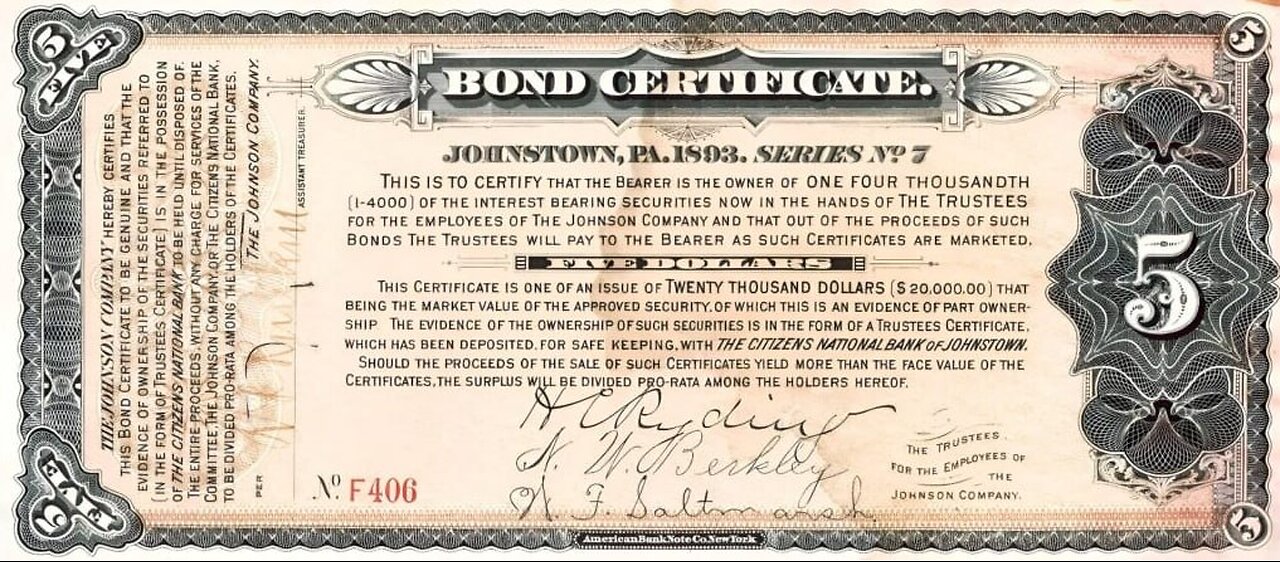 5
FIVE
5
BOND CERTIFICATE.
JOHNSTOWN, PA. 1893. SERIES No 7
THIS IS TO CERTIFY THAT THE BEARER IS THE OWNER OF ONE FOUR THOUSANDTH
(1-4000) OF THE INTEREST BEARING SECURITIES NOW IN THE HANDS OF THE TRUSTEES
FOR THE EMPLOYEES OF THE JOHNSON COMPANY AND THAT OUT OF THE PROCEEDS OF SUCH
BONDS THE TRUSTEES WILL PAY TO THE BEARER AS SUCH CERTIFICATES ARE MARKETED,
FIVE DOLLARS
THIS CERTIFICATE IS ONE OF AN ISSUE OF TWENTY THOUSAND DOLLARS ($20,000.00) THAT
BEING THE MARKET VALUE OF THE APPROVED SECURITY, OF WHICH THIS IS AN EVIDENCE OF PART OWNER-
SHIP THE EVIDENCE OF THE OWNERSHIP OF SUCH SECURITIES IS IN THE FORM OF A TRUSTEES CERTIFICATE,
WHICH HAS BEEN DEPOSITED, FOR SAFE KEEPING, WITH THE CITIZENS NATIONAL BANK OF JOHNSTOWN.
SHOULD THE PROCEEDS OF THE SALE OF SUCH CERTIFICATES YIELD MORE THAN THE FACE VALUE OF THE
CERTIFICATES, THE SURPLUS WILL BE DIVIDED PRO-RATA AMONG THE HOLDERS HEREOF.
H C Ryding
N. W. Berkley
W. F. Saltmarsh.
THE TRUSTEES
FOR THE EMPLOYEES OF
THE
JOHNSON COMPANY.
No F406
5
THE JOHNSON COMPANY HEREBY CERTIFIES
THIS BOND CERTIFICATE TO BE GENUINE AND THAT THE
EVIDENCE OF OWNERSHIP OF THE SECURITIES REFERRED TO
(IN THE FORM OF TRUSTEES CERTIFICATE) IS IN THE POSSESSION
OF THE CITIZENS NATIONAL BANK TO BE HELD UNTIL DISPOSED OF.
THE ENTIRE PROCEEDS, WITHOUT ANY CHARGE FOR SERVICES OF THE
COMMITTEE, THE JOHNSON COMPANY, OR THE CITIZENS NATIONAL BANK,
TO BE DIVIDED PRO-RATA AMONG THE HOLDERS OF THE CERTIFICATES.
THE JOHNSON COMPANY.
PER
ASSISTANT TREASURER.
5
FIVE
5
American Bank Note Co. New York